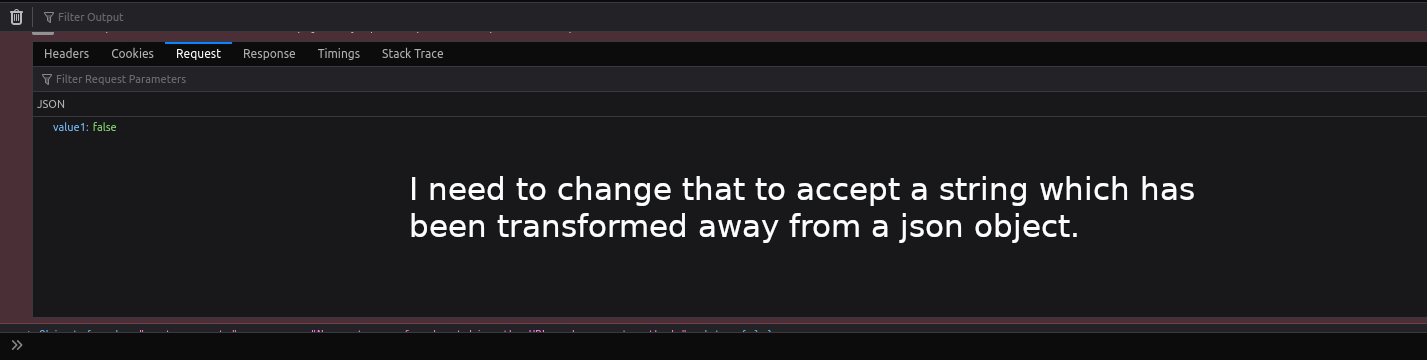 Filter Output
Headers Cookies Request Response Timings Stack Trace
Filter Request Parameters
JSON
value1: false
I need to change that to accept a string which has
been transformed away from a json object.